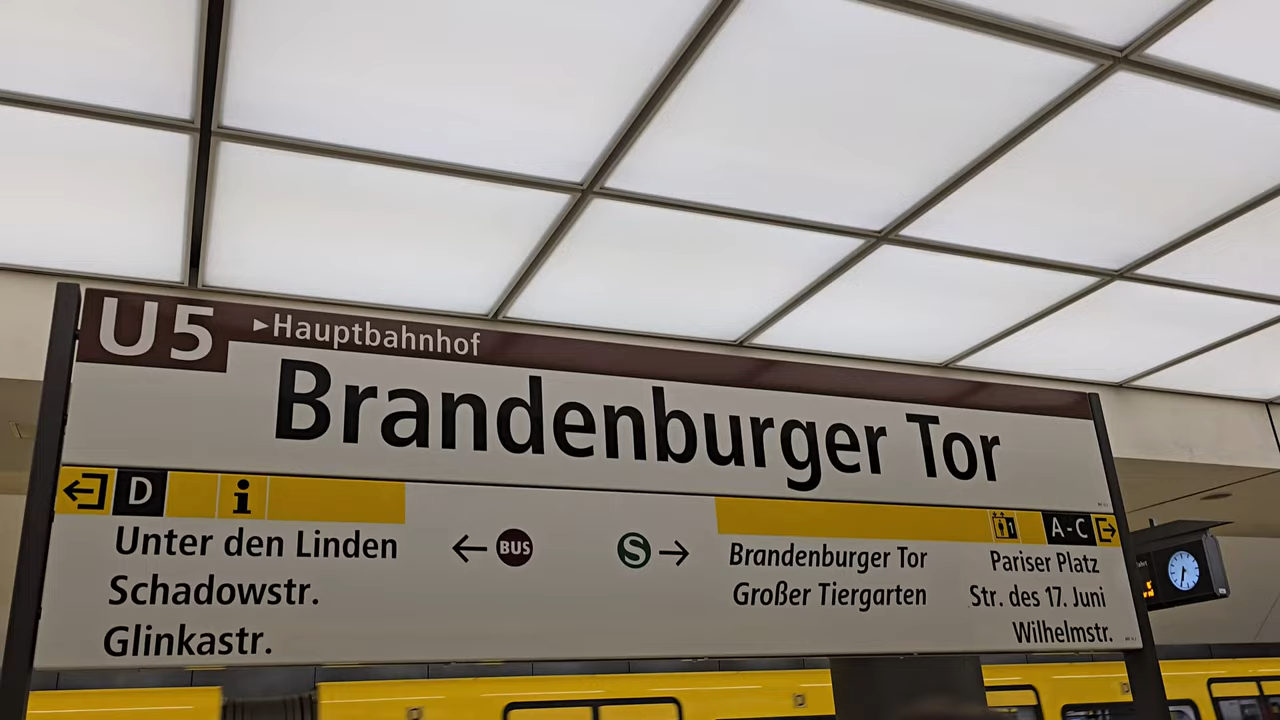 U5 ▸Hauptbahnhof
Brandenburger Tor
D i
Unter den Linden
Schadowstr.
Glinkastr.
← BUS
S →
1 A-C
Brandenburger Tor
Großer Tiergarten
Pariser Platz
Str. des 17. Juni
Wilhelmstr.